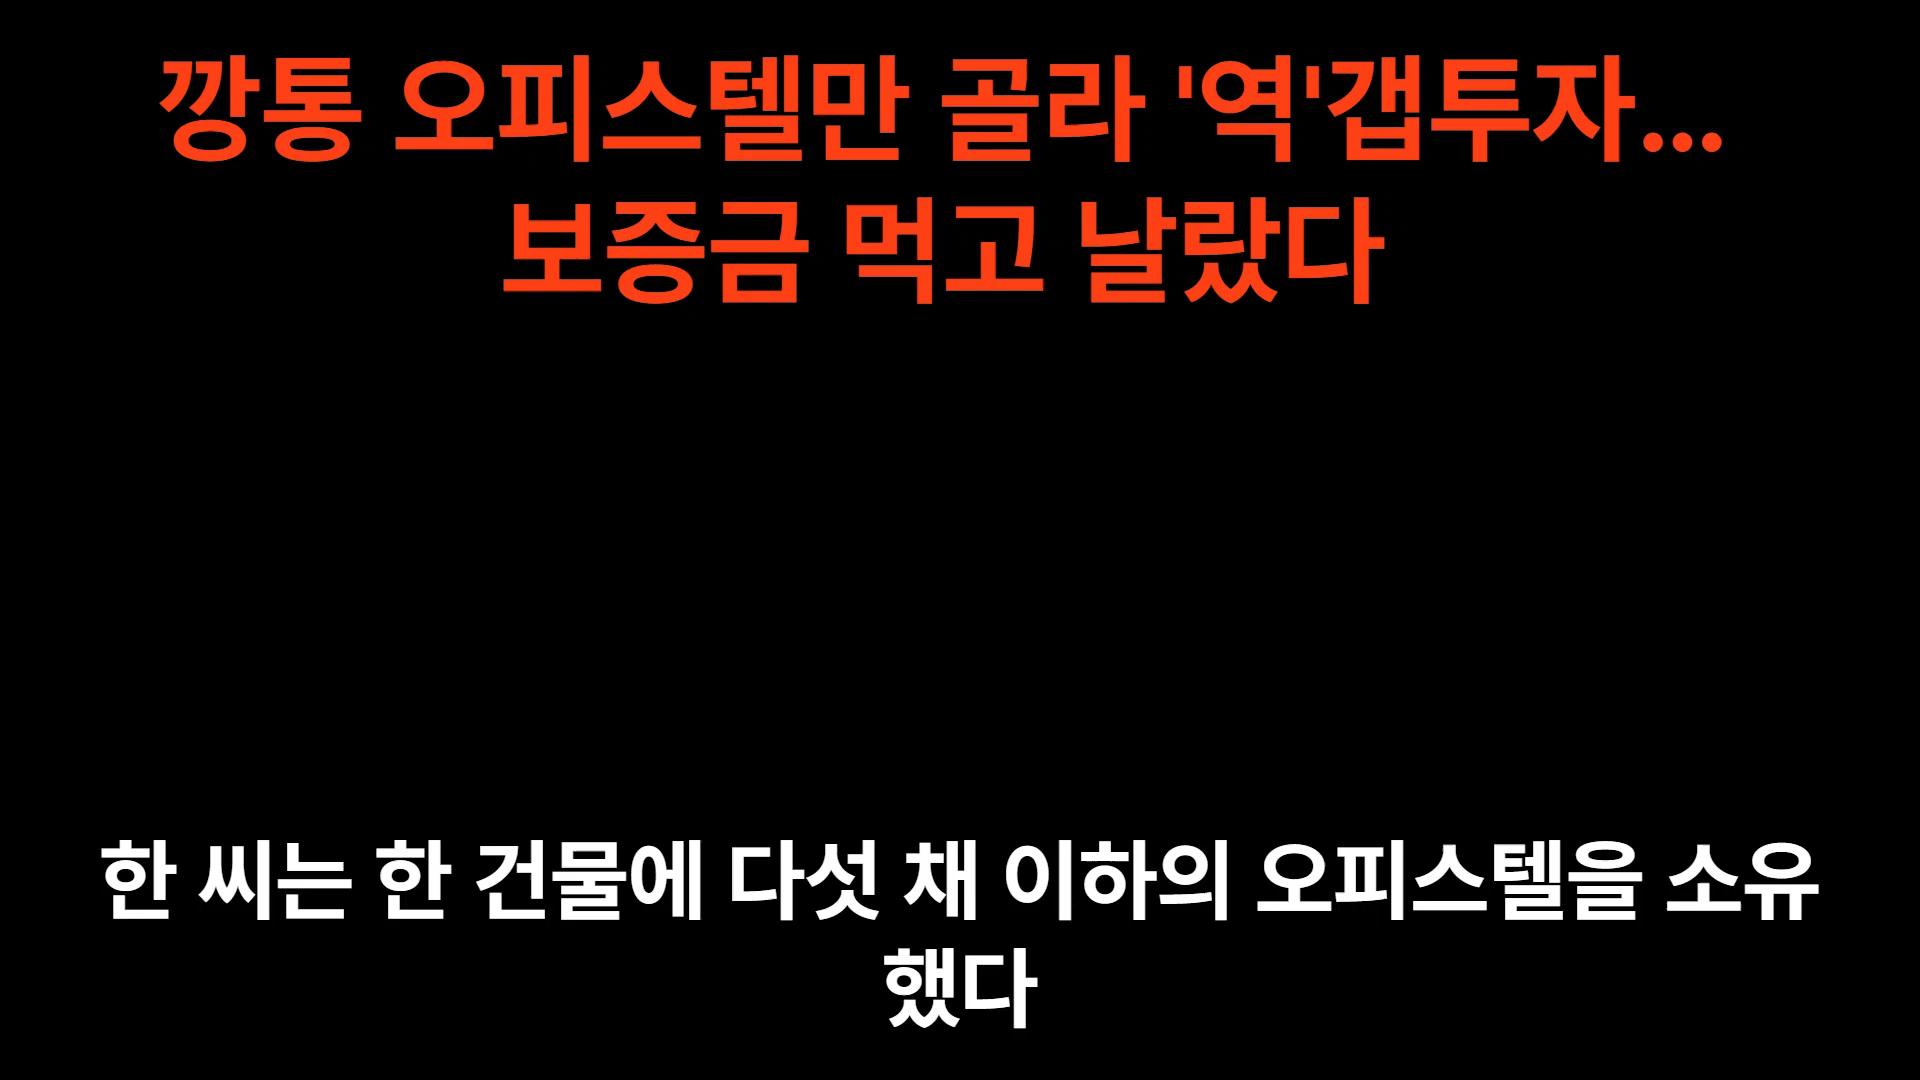 깡통 오피스텔만 골라 '역'갭투자...
보증금 먹고 날랐다
한 씨는 한 건물에 다섯 채 이하의 오피스텔을 소유
했다